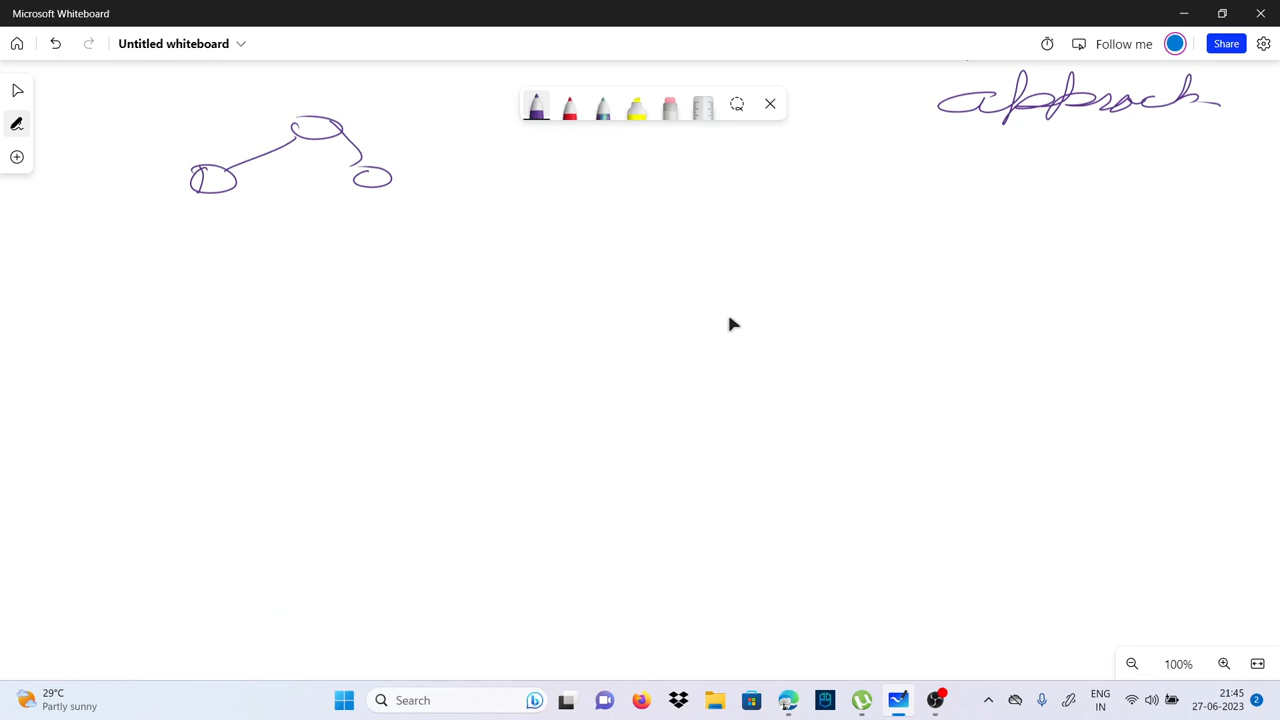 Microsoft Whiteboard
Untitled whiteboard
Follow me
Share
approach
100%
29°C
Partly sunny
Search
ENG
IN
21:45
27-06-2023
2